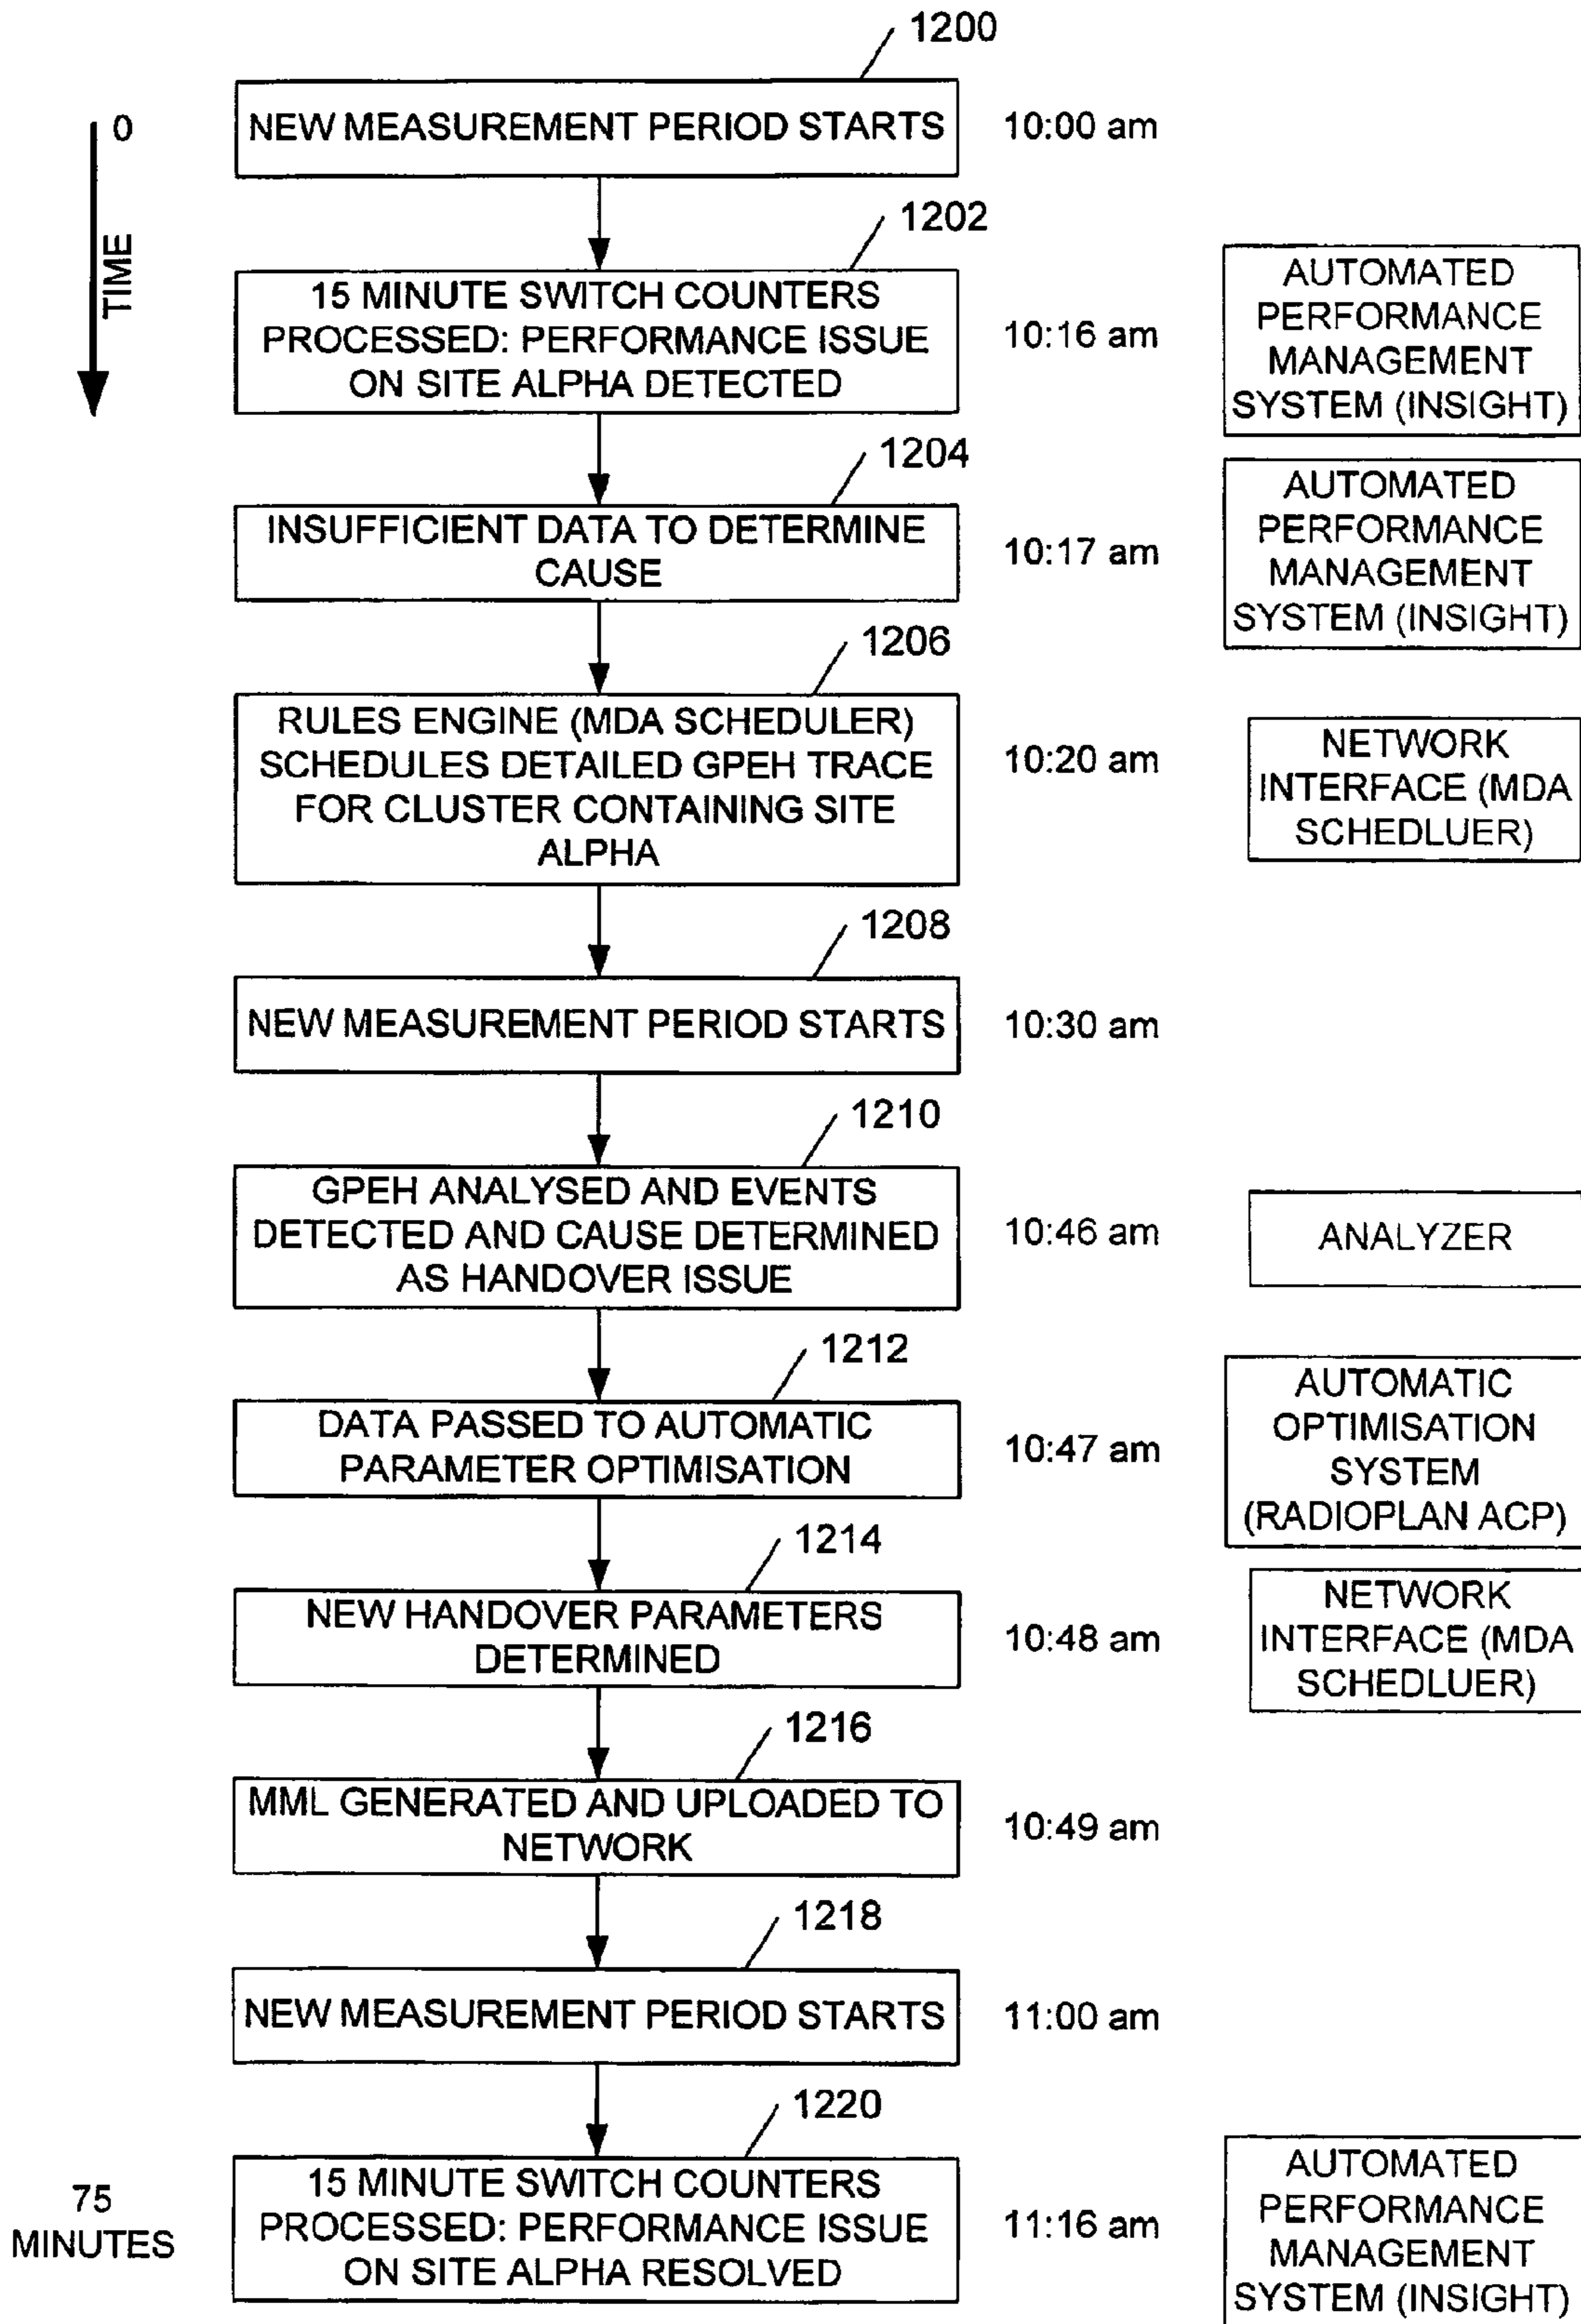 1200
0
NEW MEASUREMENT PERIOD STARTS
10:00 am
TIME
1202
15 MINUTE SWITCH COUNTERS
PROCESSED: PERFORMANCE ISSUE
ON SITE ALPHA DETECTED
10:16 am
AUTOMATED
PERFORMANCE
MANAGEMENT
SYSTEM (INSIGHT)
1204
INSUFFICIENT DATA TO DETERMINE
CAUSE
10:17 am
AUTOMATED
PERFORMANCE
MANAGEMENT
SYSTEM (INSIGHT)
1206
RULES ENGINE (MDA SCHEDULER)
SCHEDULES DETAILED GPEH TRACE
FOR CLUSTER CONTAINING SITE
ALPHA
10:20 am
NETWORK
INTERFACE (MDA
SCHEDLUER)
1208
NEW MEASUREMENT PERIOD STARTS
10:30 am
1210
GPEH ANALYSED AND EVENTS
DETECTED AND CAUSE DETERMINED
AS HANDOVER ISSUE
10:46 am
ANALYZER
1212
DATA PASSED TO AUTOMATIC
PARAMETER OPTIMISATION
10:47 am
AUTOMATIC
OPTIMISATION
SYSTEM
(RADIOPLAN ACP)
1214
NEW HANDOVER PARAMETERS
DETERMINED
10:48 am
NETWORK
INTERFACE (MDA
SCHEDLUER)
1216
MML GENERATED AND UPLOADED TO
NETWORK
10:49 am
1218
NEW MEASUREMENT PERIOD STARTS
11:00 am
1220
75
MINUTES
15 MINUTE SWITCH COUNTERS
PROCESSED: PERFORMANCE ISSUE
ON SITE ALPHA RESOLVED
11:16 am
AUTOMATED
PERFORMANCE
MANAGEMENT
SYSTEM (INSIGHT)